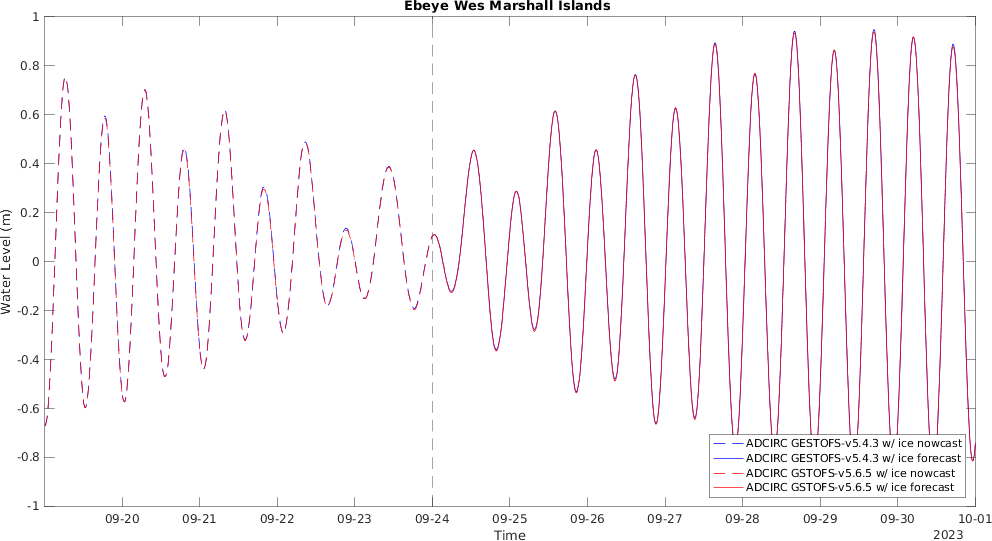 Ebeye Wes Marshall Islands
Water Level (m)
1
0.8
0.6
0.4
0.2
0
-0.2
-0.4
-0.6
-0.8
-1
ADCIRC GESTOFS-v5.4.3 w/ ice nowcast
ADCIRC GESTOFS-v5.4.3 w/ ice forecast
ADCIRC GSTOFS-v5.6.5 w/ ice nowcast
ADCIRC GSTOFS-v5.6.5 w/ ice forecast
09-20 09-21 09-22 09-23 09-24 09-25 09-26 09-27 09-28 09-29 09-30 10-01
Time
2023